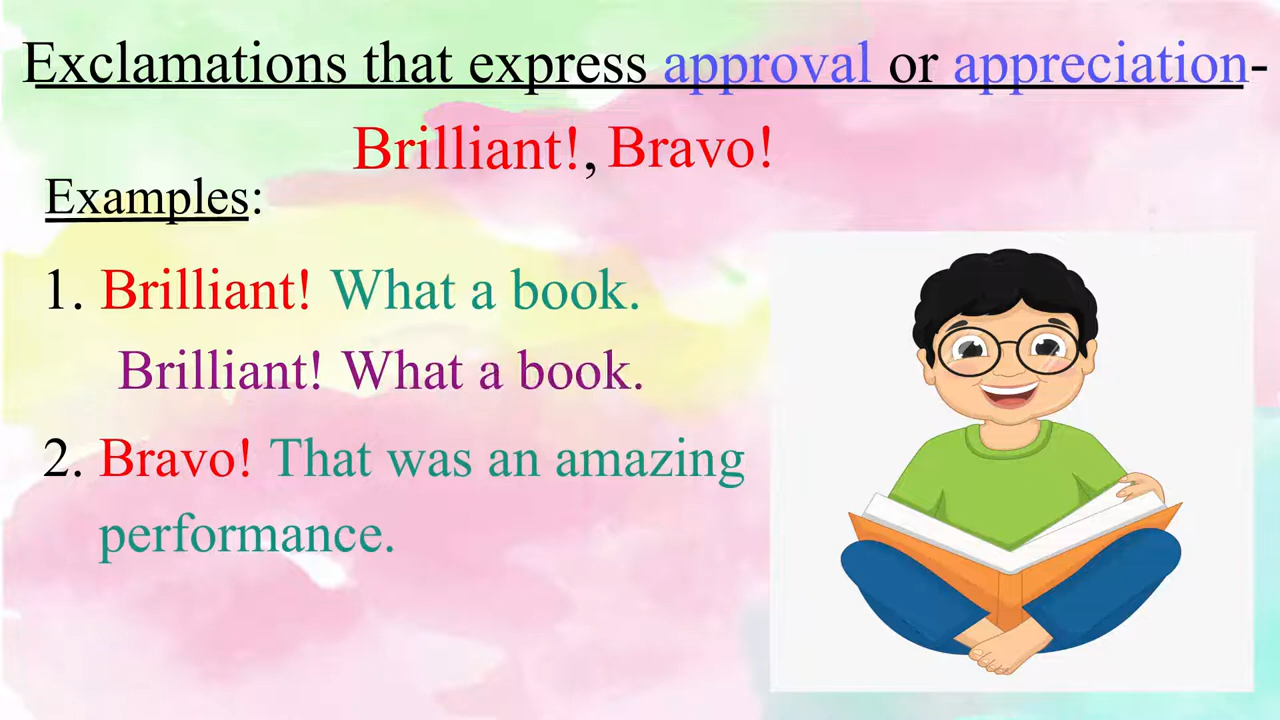 Exclamations that express approval or appreciation-
Brilliant!, Bravo!
Examples:
1. Brilliant! What a book.
Brilliant! What a book.
2. Bravo! That was an amazing
performance.